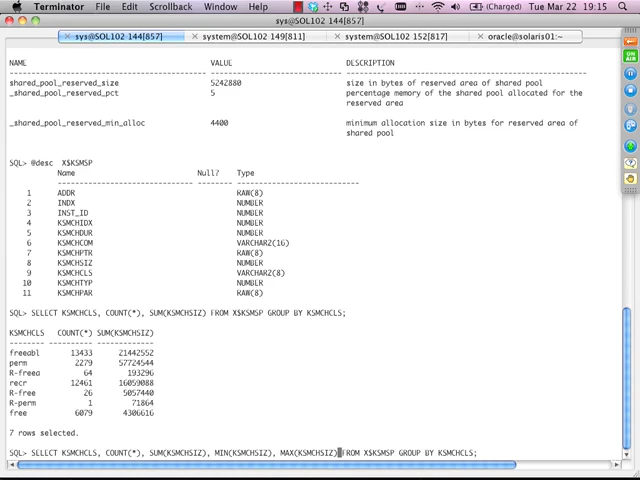 Terminator File Edit Scrollback Window Help (Charged) Tue Mar 22 19:15
sys@SOL102 144[857]
sys@SOL102 144[857] system@SOL102 149[811] system@SOL102 152[817] oracle@solaris01:~
NAME VALUE DESCRIPTION
shared_pool_reserved_size 5242880 size in bytes of reserved area of shared pool
_shared_pool_reserved_pct 5 percentage memory of the shared pool allocated for the
reserved area
_shared_pool_reserved_min_alloc 4400 minimum allocation size in bytes for reserved area of
shared pool
SQL> @desc X$KSMSP
Name Null? Type
1 ADDR RAW(8)
2 INDX NUMBER
3 INST_ID NUMBER
4 KSMCHIDX NUMBER
5 KSMCHDUR NUMBER
6 KSMCHCOM VARCHAR2(16)
7 KSMCHPTR RAW(8)
8 KSMCHSIZ NUMBER
9 KSMCHCLS VARCHAR2(8)
10 KSMCHTYP NUMBER
11 KSMCHPAR RAW(8)
SQL> SELECT KSMCHCLS, COUNT(*), SUM(KSMCHSIZ) FROM X$KSMSP GROUP BY KSMCHCLS;
KSMCHCLS COUNT(*) SUM(KSMCHSIZ)
freeabl 13433 21442552
perm 2279 57724544
R-freea 64 193296
recr 12461 16059088
R-free 26 5057440
R-perm 1 71864
free 6079 4306616
7 rows selected.
SQL> SELECT KSMCHCLS, COUNT(*), SUM(KSMCHSIZ), MIN(KSMCHSIZ), MAX(KSMCHSIZ) FROM X$KSMSP GROUP BY KSMCHCLS;
ON AIR